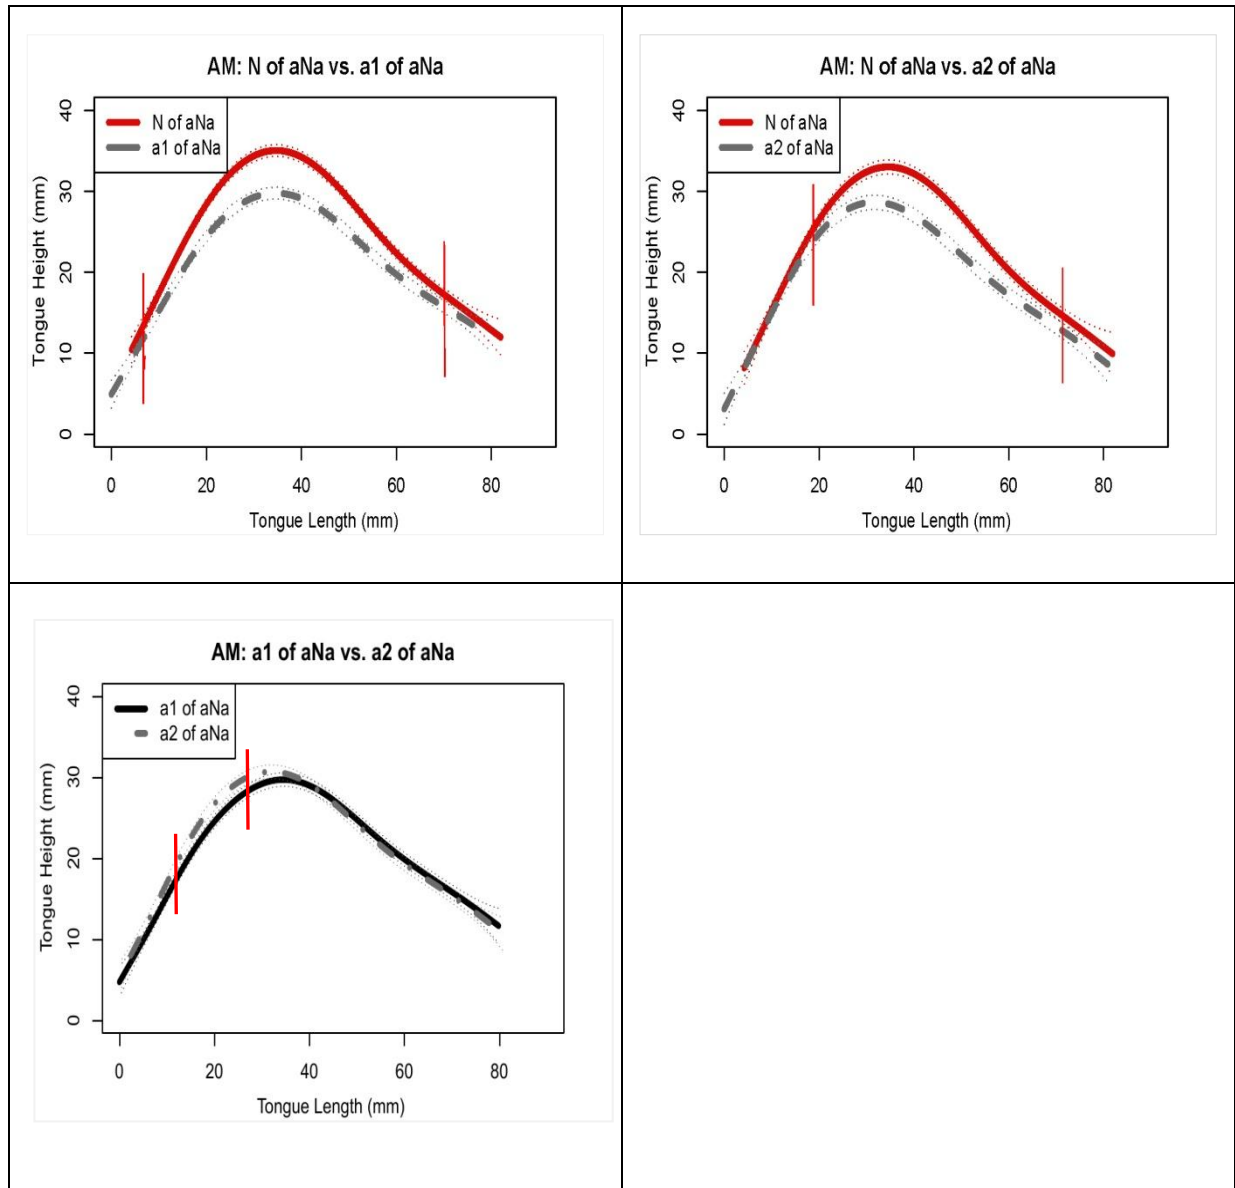 AM: N of aNa vs. a1 of aNa
N of aNa
a1 of aNa
40
30
20
10
0
Tongue Height (mm)
0 20 40 60 80
Tongue Length (mm)
AM: N of aNa vs. a2 of aNa
N of aNa
a2 of aNa
40
30
20
10
0
Tongue Height (mm)
0 20 40 60 80
Tongue Length (mm)
AM: a1 of aNa vs. a2 of aNa
a1 of aNa
a2 of aNa
40
30
20
10
0
Tongue Height (mm)
0 20 40 60 80
Tongue Length (mm)